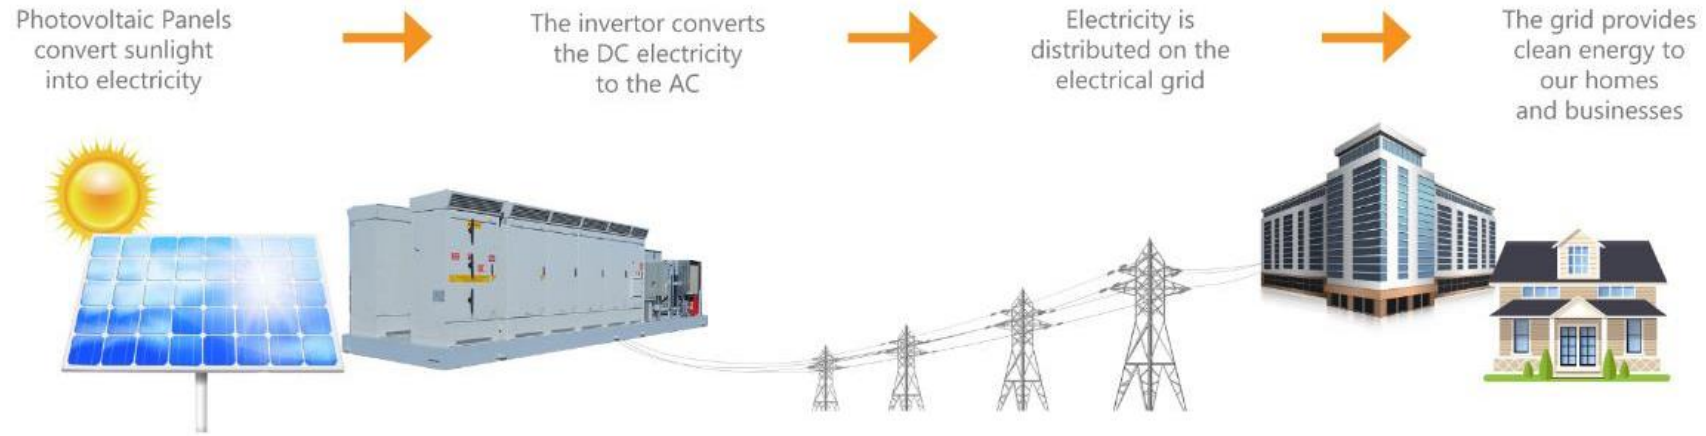 Photovoltaic Panels
convert sunlight
into electricity
The invertor converts
the DC electricity
to the AC
Electricity is
distributed on the
electrical grid
The grid provides
clean energy to
our homes
and businesses